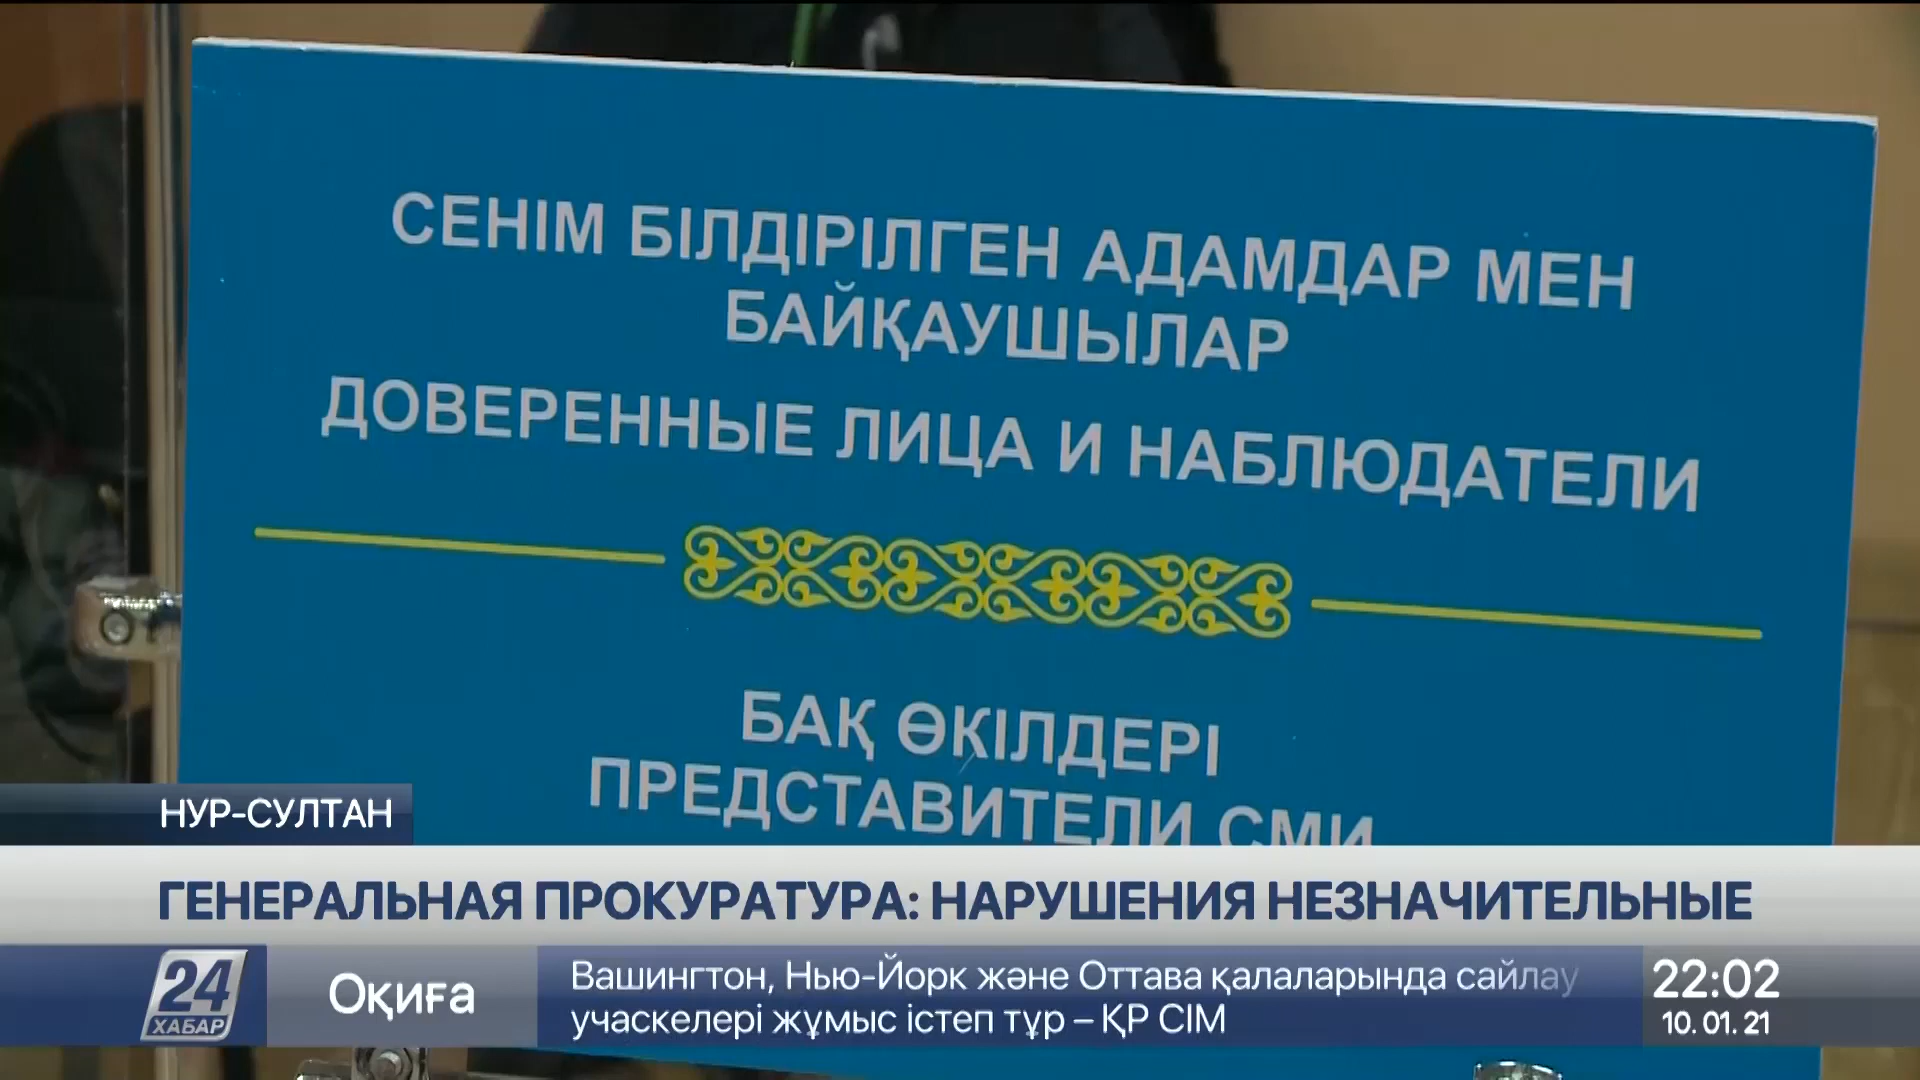 СЕНІМ БІЛДІРІЛГЕН АДАМДАР МЕН
БАЙҚАУШЫЛАР
ДОВЕРЕННЫЕ ЛИЦА И НАБЛЮДАТЕЛИ
БАҚ ӨКІЛДЕРІ
ПРЕДСТАВИТЕЛИ СМИ
НУР-СУЛТАН
ГЕНЕРАЛЬНАЯ ПРОКУРАТУРА: НАРУШЕНИЯ НЕЗНАЧИТЕЛЬНЫЕ
24
ХАБАР
Оқиға
Вашингтон, Нью-Йорк және Оттава қалаларында сайлау
учаскелері жұмыс істеп тұр – ҚР СІМ
22:02
10.01.21